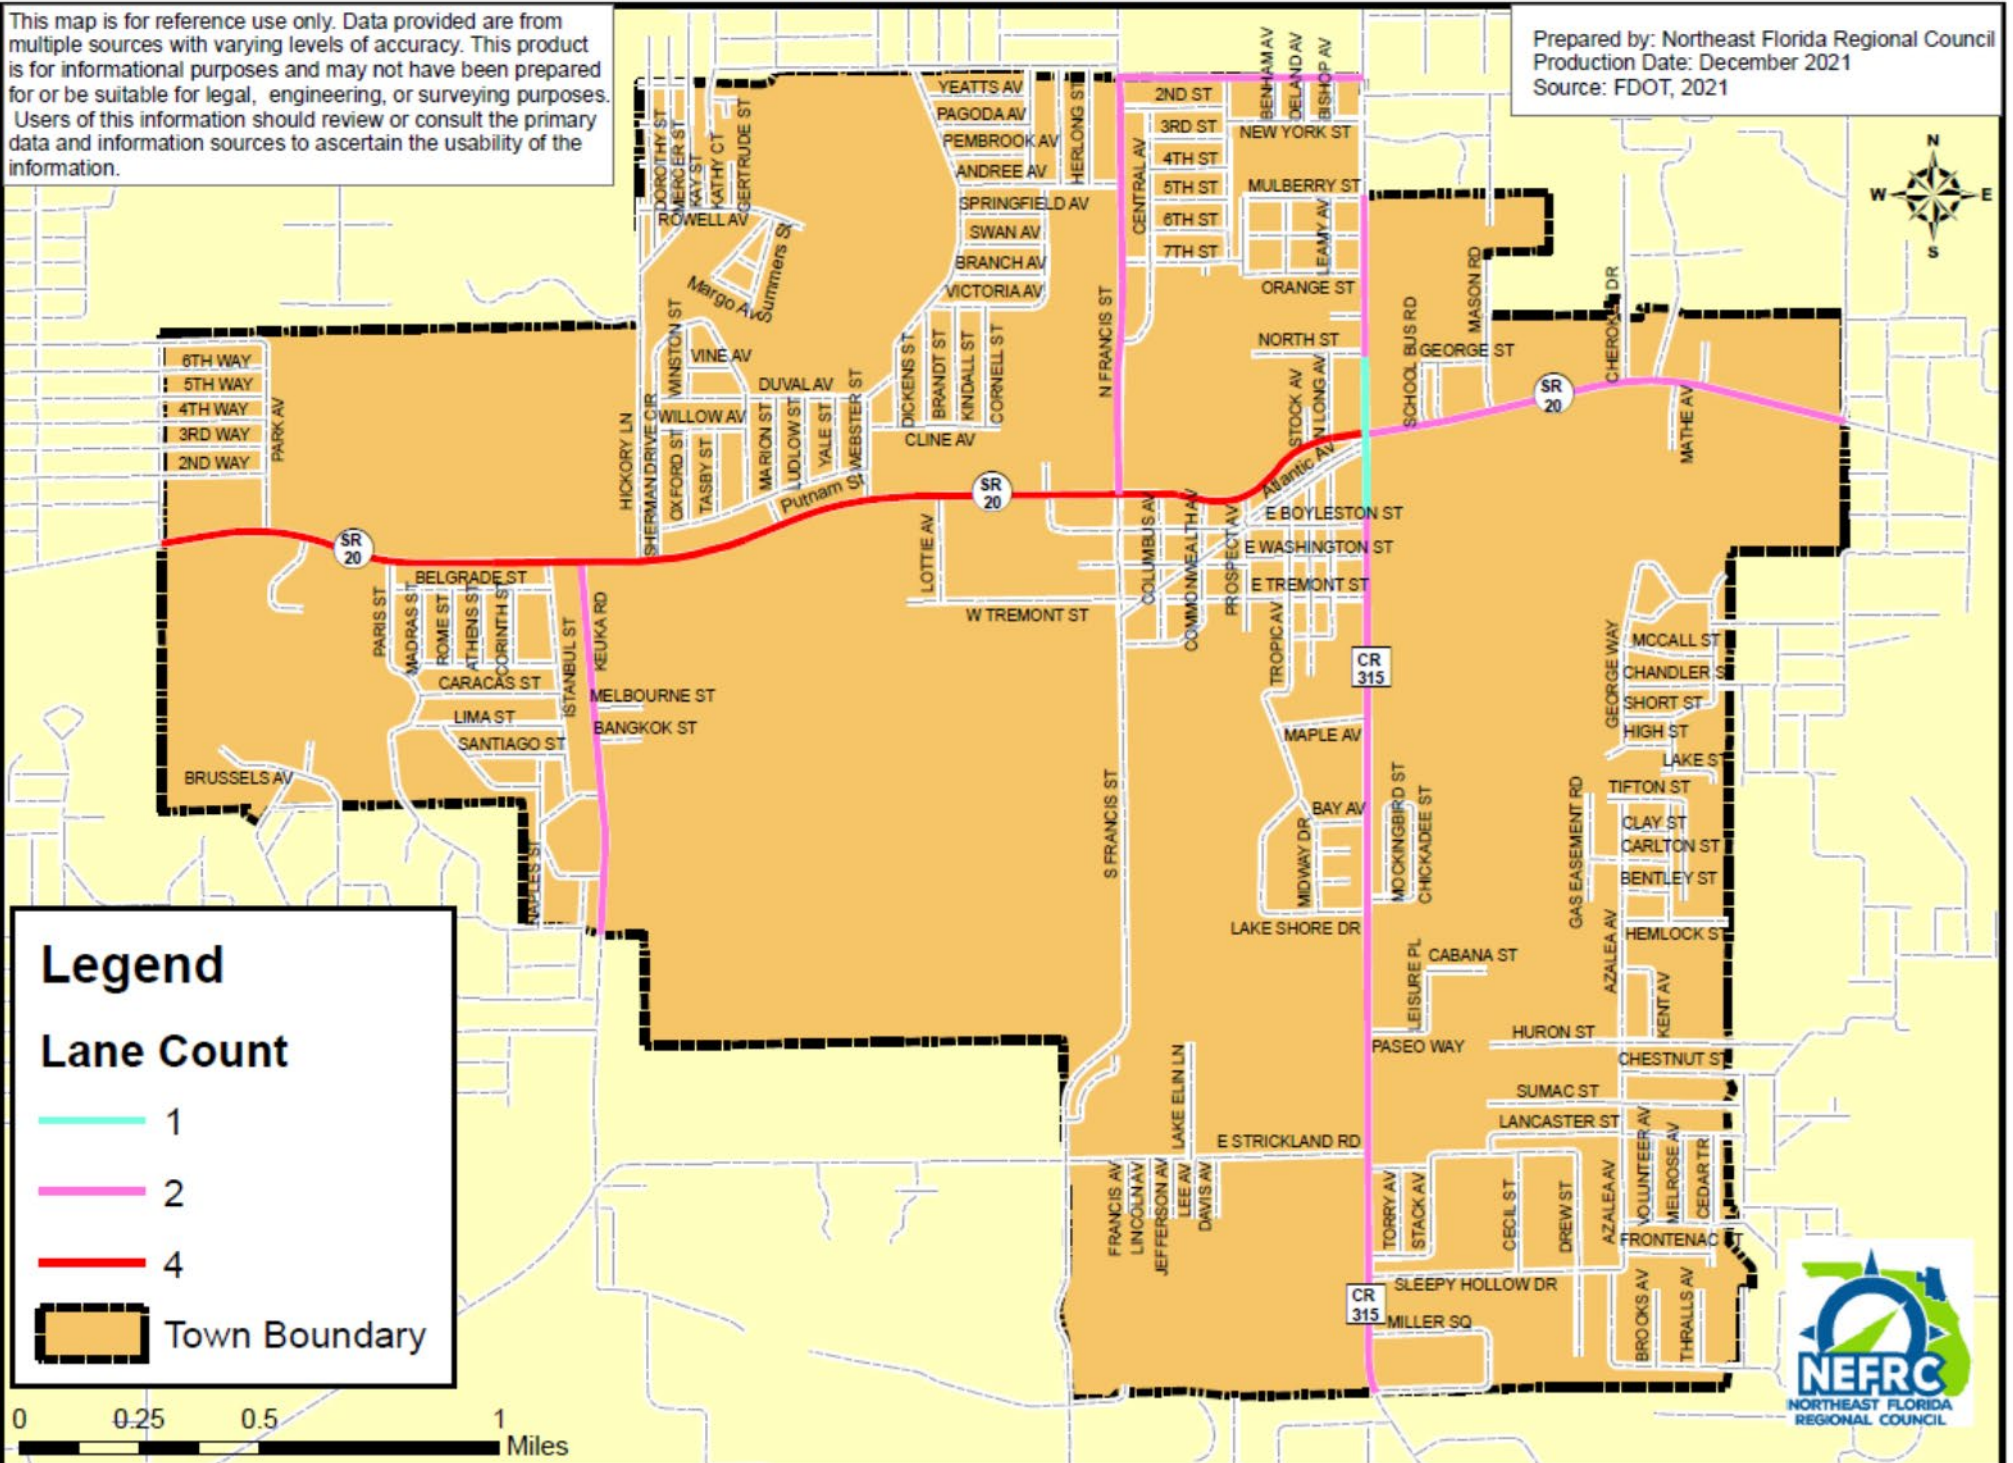 This map is for reference use only. Data provided are from
multiple sources with varying levels of accuracy. This product
is for informational purposes and may not have been prepared
for or be suitable for legal, engineering, or surveying purposes.
Users of this information should review or consult the primary
data and information sources to ascertain the usability of the
information.
Prepared by: Northeast Florida Regional Council
Production Date: December 2021
Source: FDOT, 2021
N
W
E
S
BENHAM AV
DELAND AV
BISHOP AV
YEATTS AV
PAGODA AV
PEMBROOK AV
ANDREE AV
SPRINGFIELD AV
SWAN AV
BRANCH AV
VICTORIA AV
HERLONG ST
2ND ST
3RD ST
4TH ST
5TH ST
6TH ST
7TH ST
CENTRAL AV
NEW YORK ST
MULBERRY ST
LEAMY AV
ORANGE ST
NORTH ST
DOROTHY ST
MERCER ST
KAY ST
KATHY CT
GERTRUDE ST
ROWELL AV
Margo Av
Summers St
WINSTON ST
VINE AV
DUVAL AV
WILLOW AV
HICKORY LN
SHERMAN DRIVE CIR
OXFORD ST
TASBY ST
MARION ST
LUDLOW ST
YALE ST
WEBSTER ST
Putnam St
DICKENS ST
BRANDT ST
KINDALL ST
CORNELL ST
CLINE AV
N FRANCIS ST
STOCK AV
N LONG AV
Atlantic Av
SCHOOL BUS RD
GEORGE ST
MASON RD
CHEROKEE DR
MATHE AV
SR
20
SR
20
SR
20
6TH WAY
5TH WAY
4TH WAY
3RD WAY
2ND WAY
PARK AV
BELGRADE ST
PARIS ST
MADRAS ST
ROME ST
ATHENS ST
CORINTH ST
CARACAS ST
LIMA ST
SANTIAGO ST
ISTANBUL ST
KEUKA RD
MELBOURNE ST
BANGKOK ST
BRUSSELS AV
NAPLES ST
LOTTIE AV
W TREMONT ST
COLUMBUS AV
COMMONWEALTH AV
PROSPECT AV
E BOYLESTON ST
E WASHINGTON ST
E TREMONT ST
TROPIC AV
CR
315
MAPLE AV
BAY AV
MIDWAY DR
LAKE SHORE DR
MOCKINGBIRD ST
CHICKADEE ST
S FRANCIS ST
GEORGE WAY
MCCALL ST
CHANDLER S
SHORT ST
HIGH ST
LAKE ST
TIFTON ST
CLAY ST
CARLTON ST
BENTLEY ST
HEMLOCK ST
GAS EASEMENT RD
AZALEA AV
KENT AV
CABANA ST
LEISURE PL
PASEO WAY
HURON ST
CHESTNUT ST
SUMAC ST
LANCASTER ST
LAKE ELIN LN
E STRICKLAND RD
FRANCIS AV
LINCOLN AV
JEFFERSON AV
LEE AV
DAVIS AV
TORRY AV
STACK AV
CECIL ST
DREW ST
AZALEA AV
VOLUNTEER AV
MELROSE AV
CEDAR TR
FRONTENAC ST
SLEEPY HOLLOW DR
CR
315
MILLER SQ
BROOKS AV
THRALLS AV
Legend
Lane Count
1
2
4
Town Boundary
0
0.25
0.5
1
Miles
NEFRC
NORTHEAST FLORIDA
REGIONAL COUNCIL